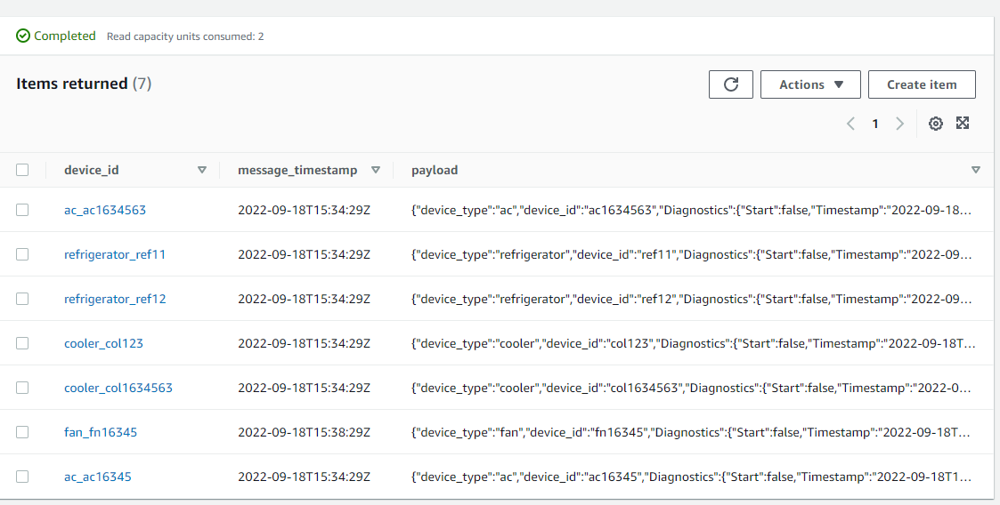 Completed Read capacity units consumed: 2
Items returned (7)
Actions Create item
1
device_id message_timestamp payload
ac_ac1634563 2022-09-18T15:34:29Z {"device_type":"ac","device_id":"ac1634563","Diagnostics":{"Start":false,"Timestamp":"2022-09-18...
refrigerator_ref11 2022-09-18T15:34:29Z {"device_type":"refrigerator","device_id":"ref11","Diagnostics":{"Start":false,"Timestamp":"2022-09...
refrigerator_ref12 2022-09-18T15:34:29Z {"device_type":"refrigerator","device_id":"ref12","Diagnostics":{"Start":false,"Timestamp":"2022-09...
cooler_col123 2022-09-18T15:34:29Z {"device_type":"cooler","device_id":"col123","Diagnostics":{"Start":false,"Timestamp":"2022-09-18T...
cooler_col1634563 2022-09-18T15:34:29Z {"device_type":"cooler","device_id":"col1634563","Diagnostics":{"Start":false,"Timestamp":"2022-0...
fan_fn16345 2022-09-18T15:38:29Z {"device_type":"fan","device_id":"fn16345","Diagnostics":{"Start":false,"Timestamp":"2022-09-18T...
ac_ac16345 2022-09-18T15:34:29Z {"device_type":"ac","device_id":"ac16345","Diagnostics":{"Start":false,"Timestamp":"2022-09-18T1...